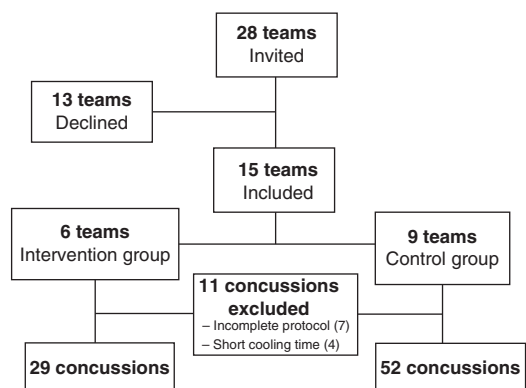 28 teams
Invited
13 teams
Declined
15 teams
Included
6 teams
Intervention group
9 teams
Control group
11 concussions
excluded
– Incomplete protocol (7)
– Short cooling time (4)
29 concussions
52 concussions